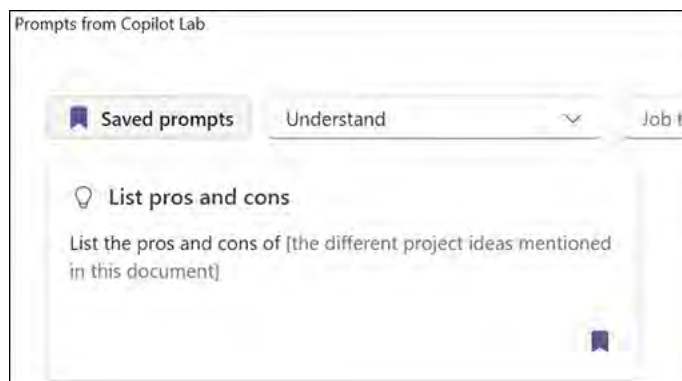 Prompts from Copilot Lab
Saved prompts
Understand
Job
List pros and cons
List the pros and cons of [the different project ideas mentioned
in this document]